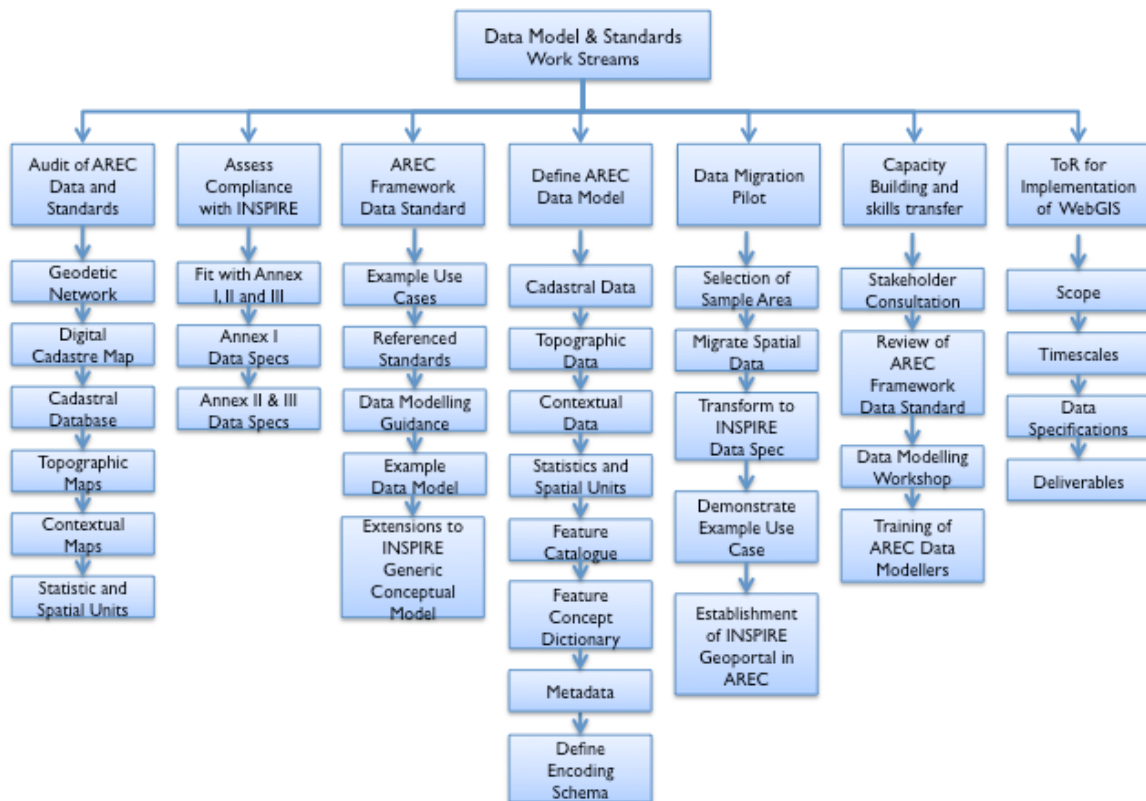 Data Model & Standards
Work Streams
Audit of AREC
Data and
Standards
Geodetic
Network
Digital
Cadastre Map
Cadastral
Database
Topographic
Maps
Contextual
Maps
Statistic and
Spatial Units
Assess
Compliance
with INSPIRE
Fit with Annex
I, II and III
Annex I
Data Specs
Annex II & III
Data Specs
AREC
Framework
Data Standard
Example Use
Cases
Referenced
Standards
Data Modelling
Guidance
Example
Data Model
Extensions to
INSPIRE
Generic
Conceptual
Model
Define AREC
Data Model
Cadastral Data
Topographic
Data
Contextual
Data
Statistics and
Spatial Units
Feature
Catalogue
Feature
Concept
Dictionary
Metadata
Define
Encoding
Schema
Data Migration
Pilot
Selection of
Sample Area
Migrate Spatial
Data
Transform to
INSPIRE
Data Spec
Demonstrate
Example Use
Case
Establishment
of INSPIRE
Geoportal in
AREC
Capacity
Building and
skills transfer
Stakeholder
Consultation
Review of
AREC
Framework
Data Standard
Data Modelling
Workshop
Training of
AREC Data
Modellers
ToR for
Implementation
of WebGIS
Scope
Timescales
Data
Specifications
Deliverables